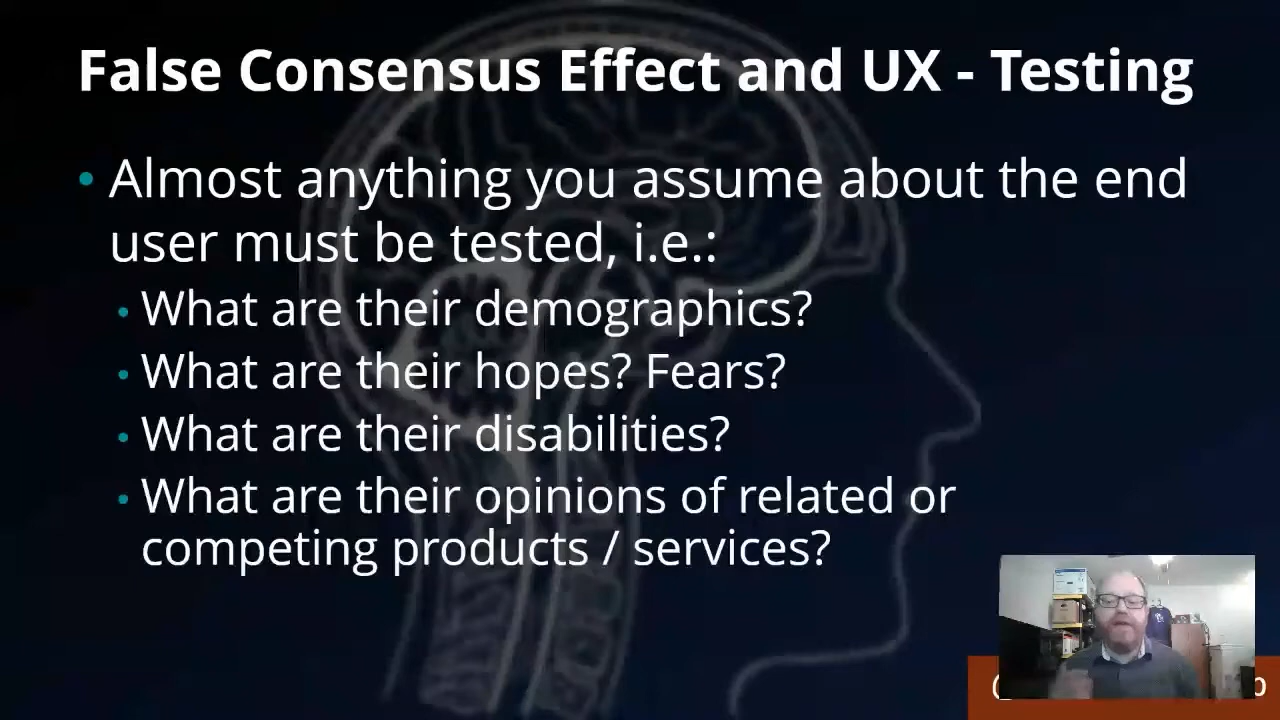 False Consensus Effect and UX - Testing
• Almost anything you assume about the end
user must be tested, i.e.:
• What are their demographics?
• What are their hopes? Fears?
• What are their disabilities?
• What are their opinions of related or
competing products / services?